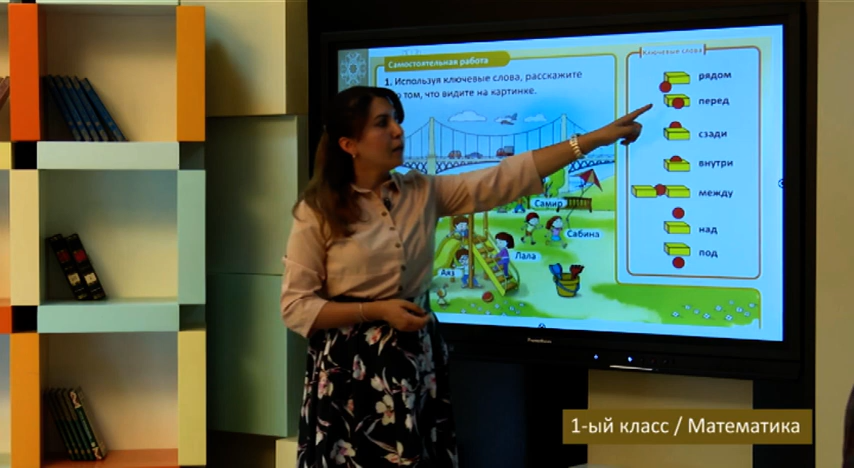 Самостоятельная работа
1. Используя ключевые слова, расскажите
о том, что видите на картинке.
Ключевые слова
рядом
перед
сзади
внутри
между
над
под
Самир
Сабина
Лала
Аяз
Promethean
1-ый класс / Математика